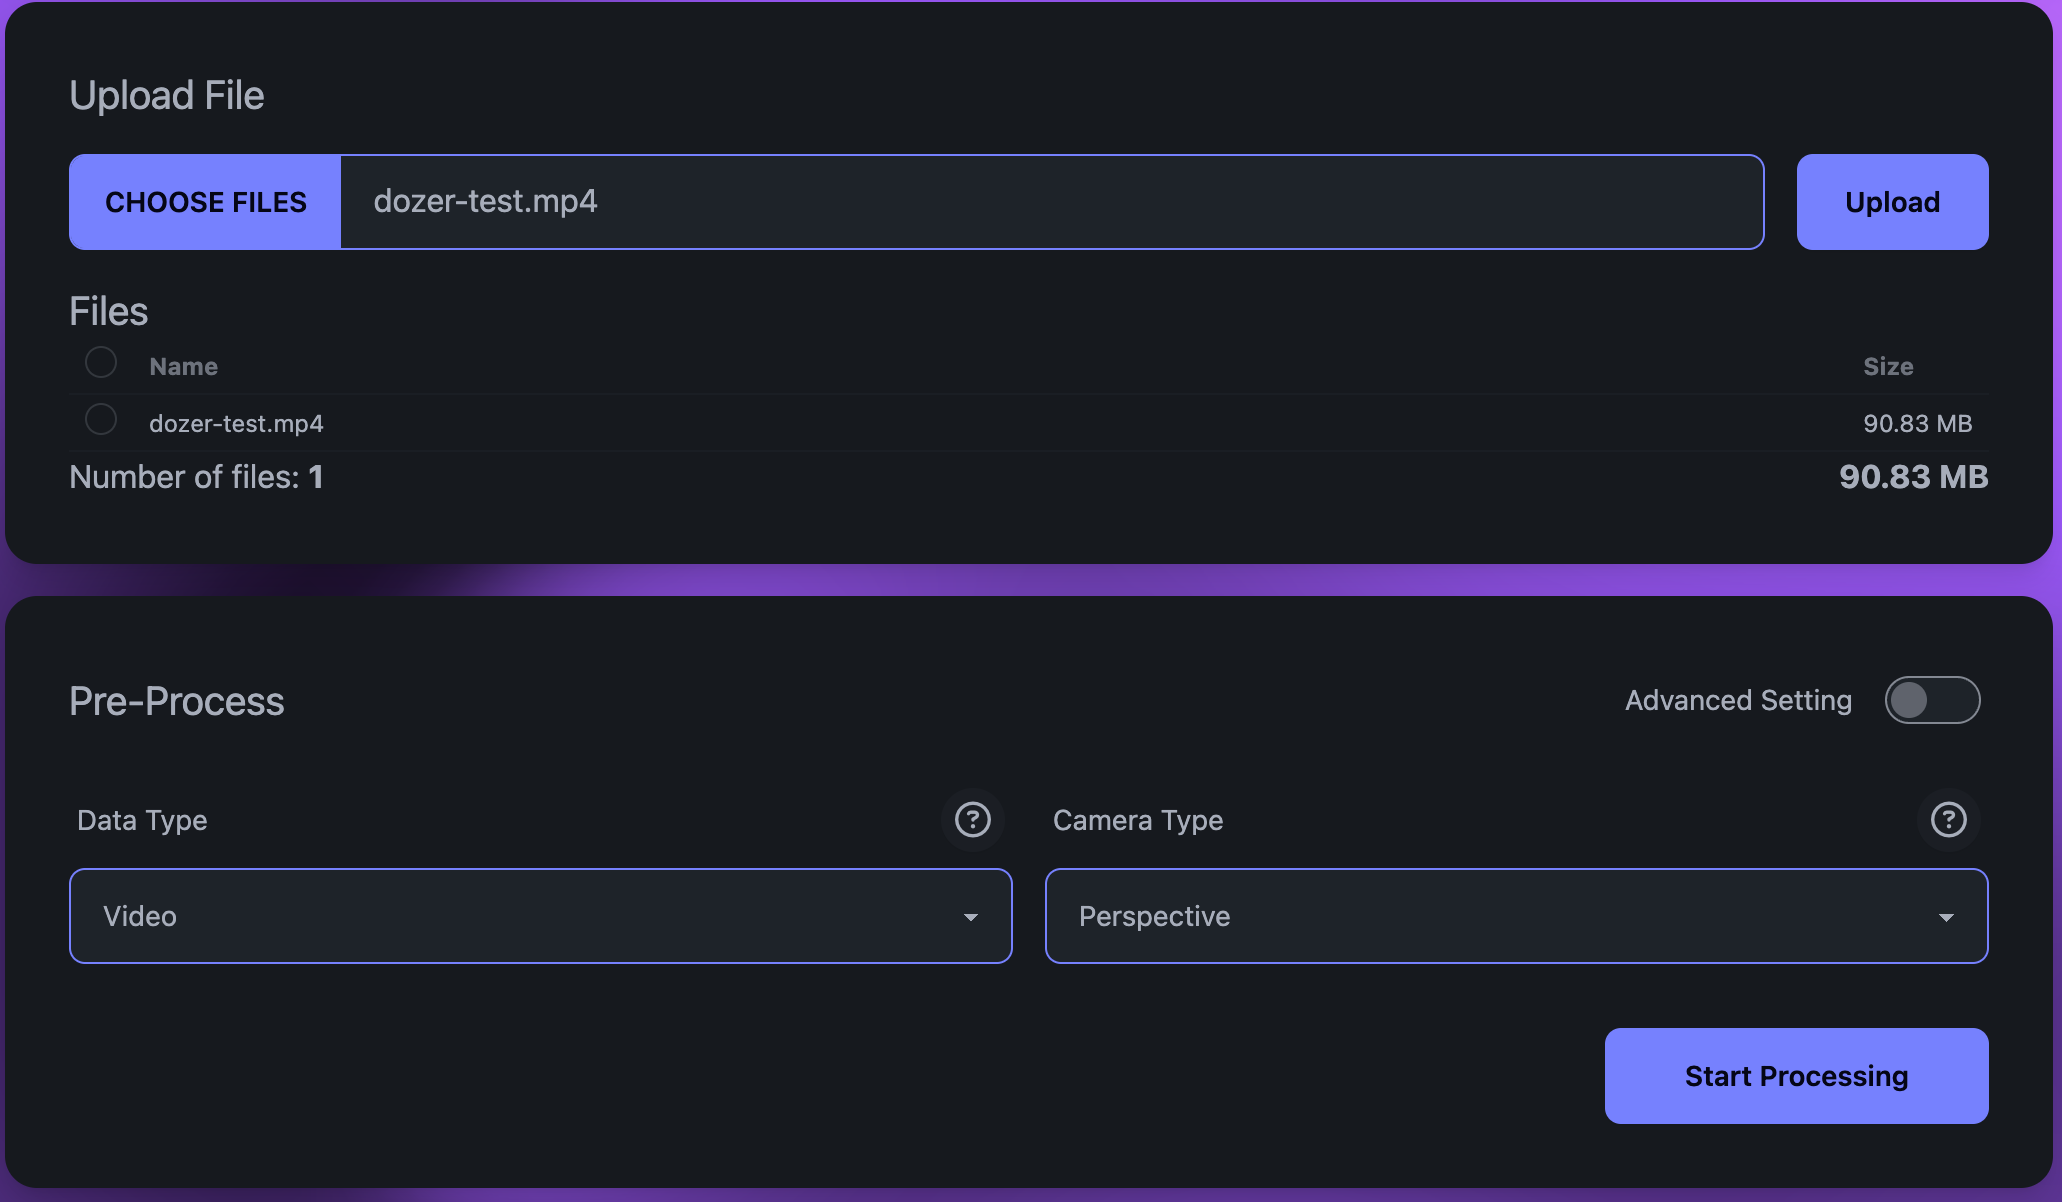 Upload File
CHOOSE FILES dozer-test.mp4 Upload
Files
Name Size
dozer-test.mp4 90.83 MB
Number of files: 1 90.83 MB
Pre-Process Advanced Setting
Data Type ? Camera Type ?
Video Perspective
Start Processing